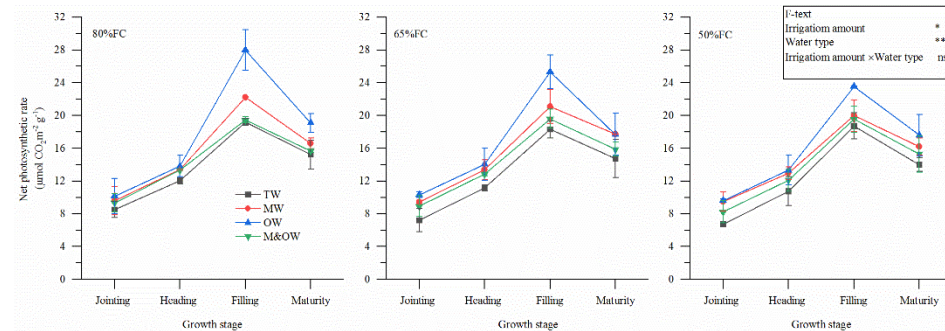 80%FC
Net photosynthetic rate
(μmol CO₂m⁻² g⁻¹)
32
28
24
20
16
12
8
4
0
TW
MW
OW
M&OW
Jointing Heading Filling Maturity
Growth stage
65%FC
32
28
24
20
16
12
8
4
0
Jointing Heading Filling Maturity
Growth stage
50%FC
32
28
24
20
16
12
8
4
0
Jointing Heading Filling Maturity
Growth stage
F-text
Irrigatiom amount *
Water type **
Irrigatiom amount ×Water type ns